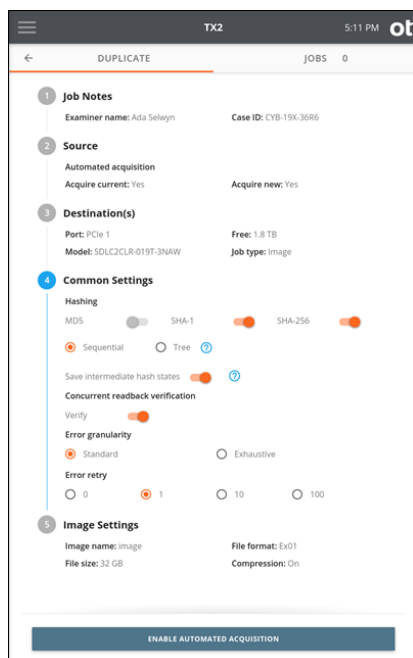 TX2 5:11 PM ot
DUPLICATE JOBS 0
1 Job Notes
Examiner name: Ada Selwyn Case ID: CYB-19X-36R6
2 Source
Automated acquisition
Acquire current: Yes Acquire new: Yes
3 Destination(s)
Port: PCIe 1 Free: 1.8 TB
Model: SDLC2CLR-019T-3NAW Job type: Image
4 Common Settings
Hashing
MD5 SHA-1 SHA-256
Sequential Tree ?
Save intermediate hash states ?
Concurrent readback verification
Verify
Error granularity
Standard Exhaustive
Error retry
0 1 10 100
5 Image Settings
Image name: image File format: Ex01
File size: 32 GB Compression: On
ENABLE AUTOMATED ACQUISITION